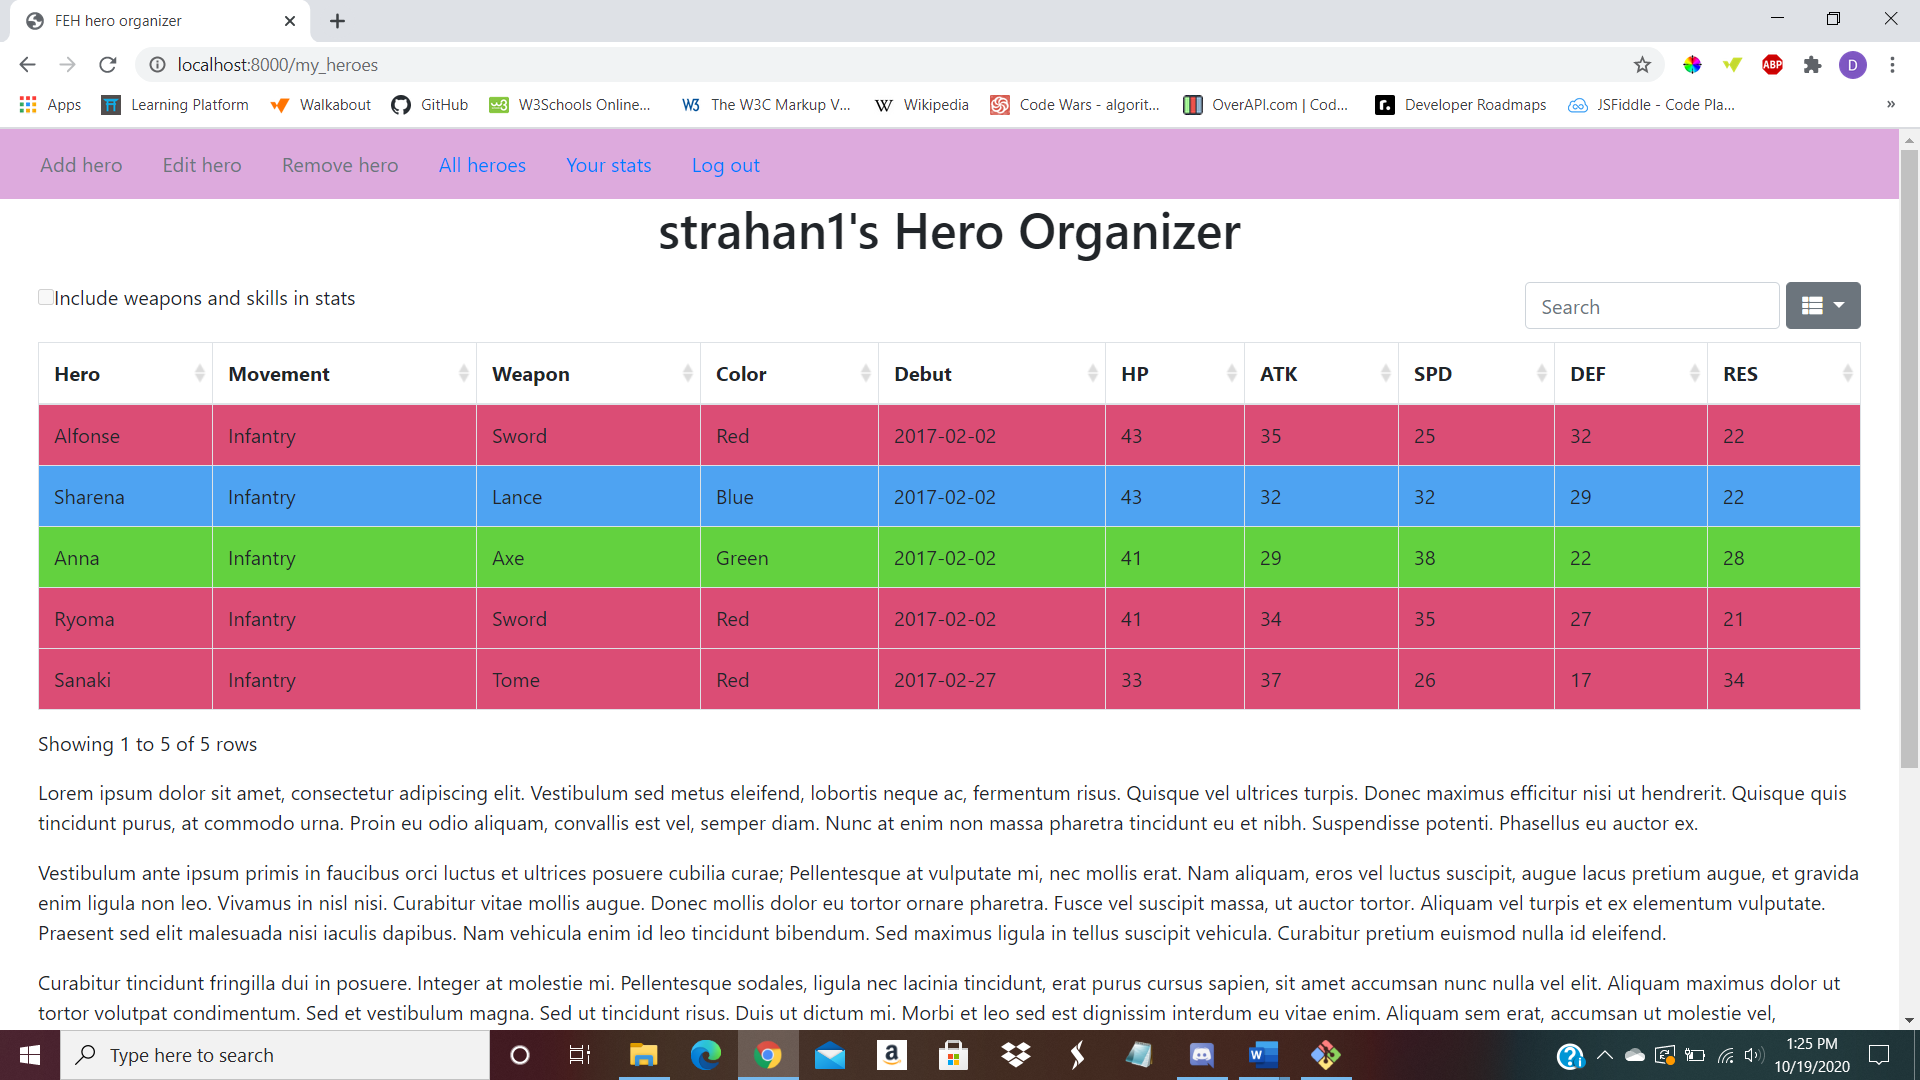 FEH hero organizer
localhost:8000/my_heroes
ABP
D
Apps Learning Platform Walkabout GitHub W3Schools Online... The W3C Markup V... Wikipedia Code Wars - algorit... OverAPI.com | Cod... Developer Roadmaps JSFiddle - Code Pla... »
Add hero Edit hero Remove hero All heroes Your stats Log out
strahan1's Hero Organizer
Include weapons and skills in stats
Search
Hero Movement Weapon Color Debut HP ATK SPD DEF RES
Alfonse Infantry Sword Red 2017-02-02 43 35 25 32 22
Sharena Infantry Lance Blue 2017-02-02 43 32 32 29 22
Anna Infantry Axe Green 2017-02-02 41 29 38 22 28
Ryoma Infantry Sword Red 2017-02-02 41 34 35 27 21
Sanaki Infantry Tome Red 2017-02-27 33 37 26 17 34
Showing 1 to 5 of 5 rows
Lorem ipsum dolor sit amet, consectetur adipiscing elit. Vestibulum sed metus eleifend, lobortis neque ac, fermentum risus. Quisque vel ultrices turpis. Donec maximus efficitur nisi ut hendrerit. Quisque quis
tincidunt purus, at commodo urna. Proin eu odio aliquam, convallis est vel, semper diam. Nunc at enim non massa pharetra tincidunt eu et nibh. Suspendisse potenti. Phasellus eu auctor ex.
Vestibulum ante ipsum primis in faucibus orci luctus et ultrices posuere cubilia curae; Pellentesque at vulputate mi, nec mollis erat. Nam aliquam, eros vel luctus suscipit, augue lacus pretium augue, et gravida
enim ligula non leo. Vivamus in nisl nisi. Curabitur vitae mollis augue. Donec mollis dolor eu tortor ornare pharetra. Fusce vel suscipit massa, ut auctor tortor. Aliquam vel turpis et ex elementum vulputate.
Praesent sed elit malesuada nisi iaculis dapibus. Nam vehicula enim id leo tincidunt bibendum. Sed maximus ligula in tellus suscipit vehicula. Curabitur pretium euismod nulla id eleifend.
Curabitur tincidunt fringilla dui in posuere. Integer at molestie mi. Pellentesque sodales, ligula nec lacinia tincidunt, erat purus cursus sapien, sit amet accumsan nunc nulla vel elit. Aliquam maximus dolor ut
tortor volutpat condimentum. Sed et vestibulum magna. Sed ut tincidunt risus. Duis ut dictum mi. Morbi et leo sed est dignissim interdum eu vitae enim. Aliquam sem erat, accumsan ut molestie vel,
Type here to search
1:25 PM
10/19/2020